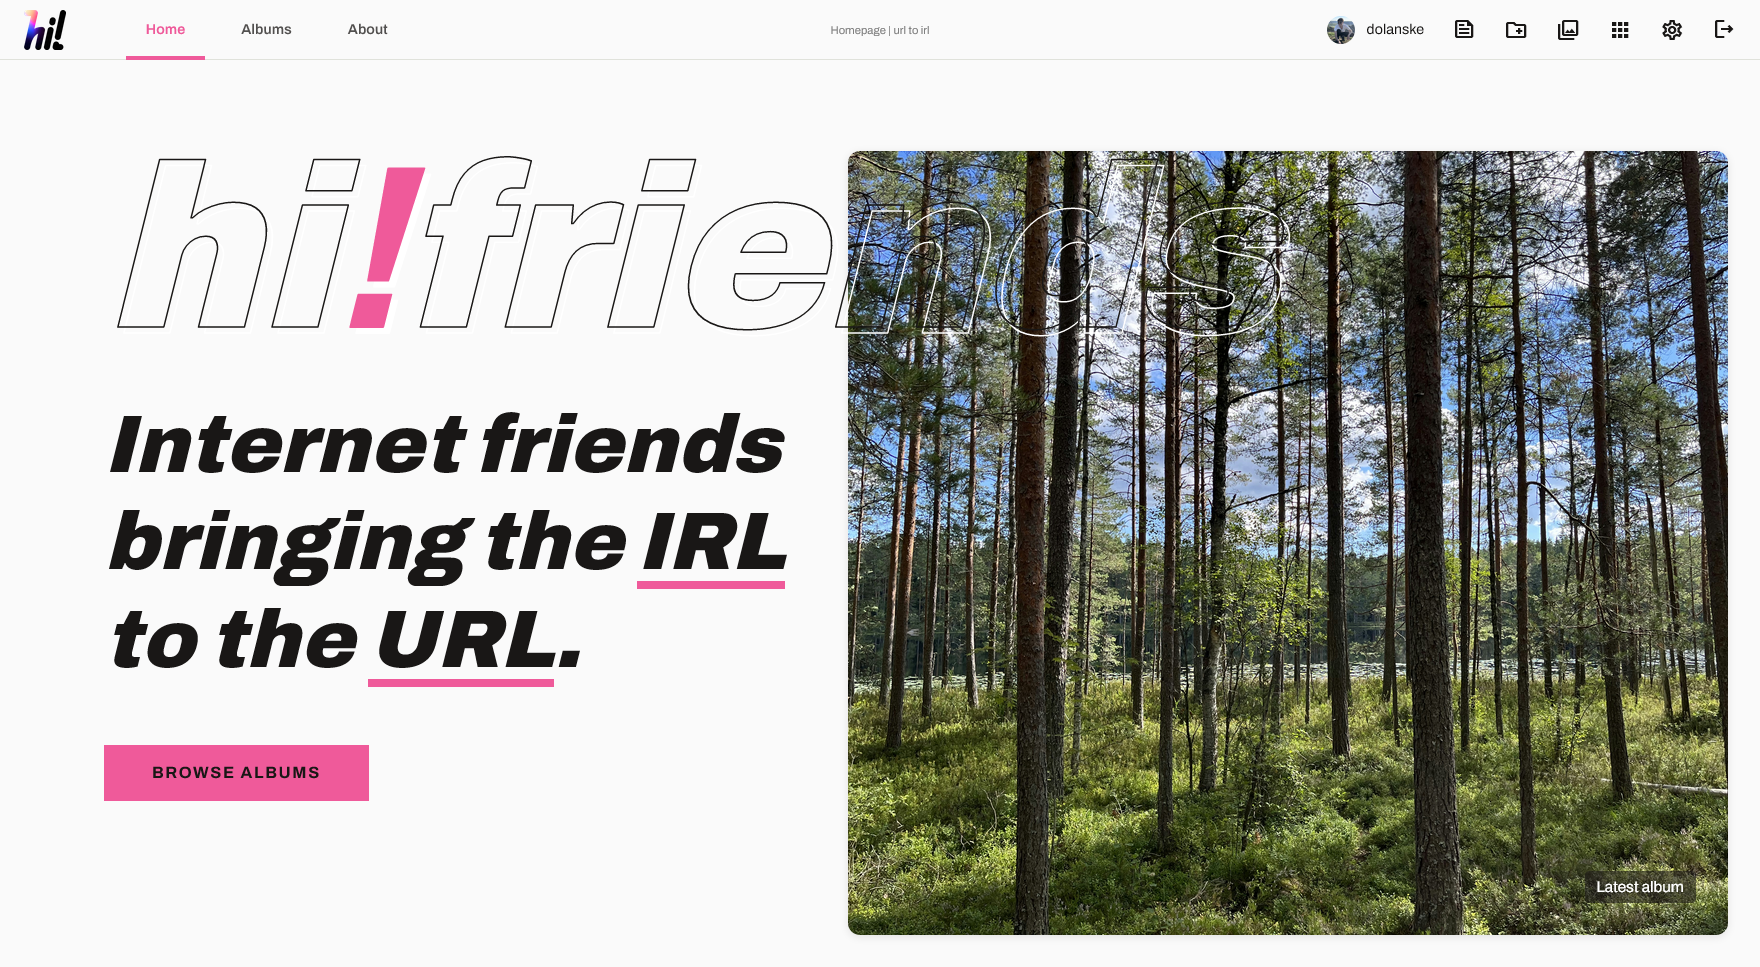 hi!
Home
Albums
About
Homepage | url to irl
dolanske
hi!friends
Internet friends
bringing the IRL
to the URL.
BROWSE ALBUMS
Latest album